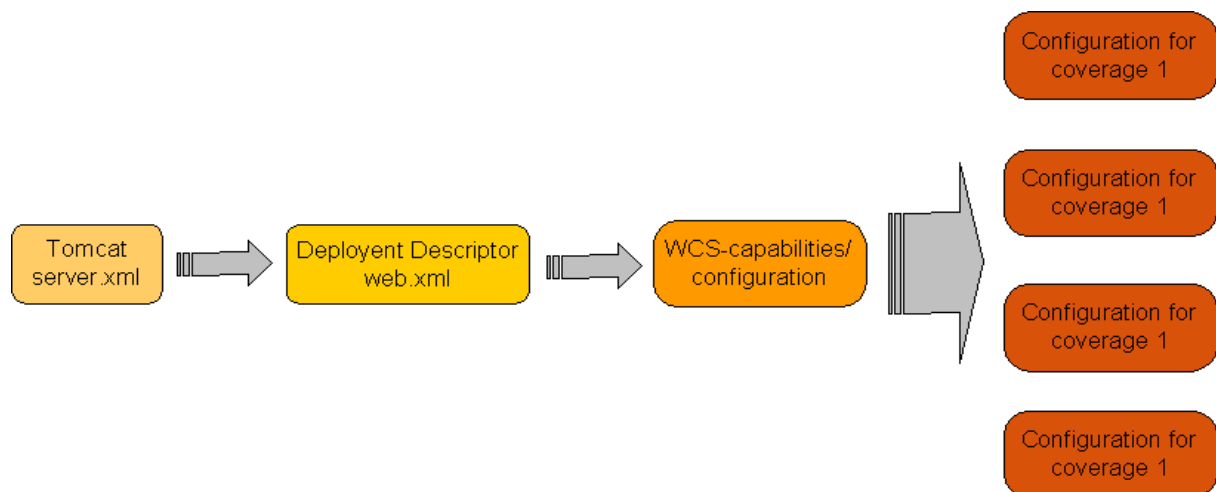 Tomcat
server.xml
Deployent Descriptor
web.xml
WCS-capabilities/
configuration
Configuration for
coverage 1
Configuration for
coverage 1
Configuration for
coverage 1
Configuration for
coverage 1